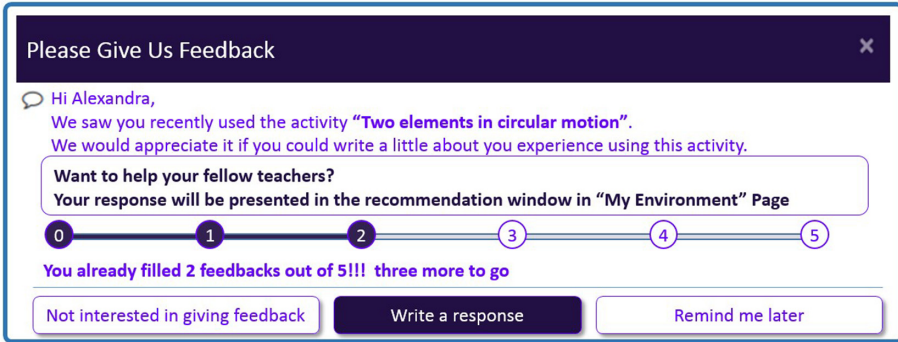 Please Give Us Feedback
×
Hi Alexandra,
We saw you recently used the activity “Two elements in circular motion”.
We would appreciate it if you could write a little about you experience using this activity.
Want to help your fellow teachers?
Your response will be presented in the recommendation window in “My Environment” Page
0 1 2 3 4 5
You already filled 2 feedbacks out of 5!!! three more to go
Not interested in giving feedback Write a response Remind me later